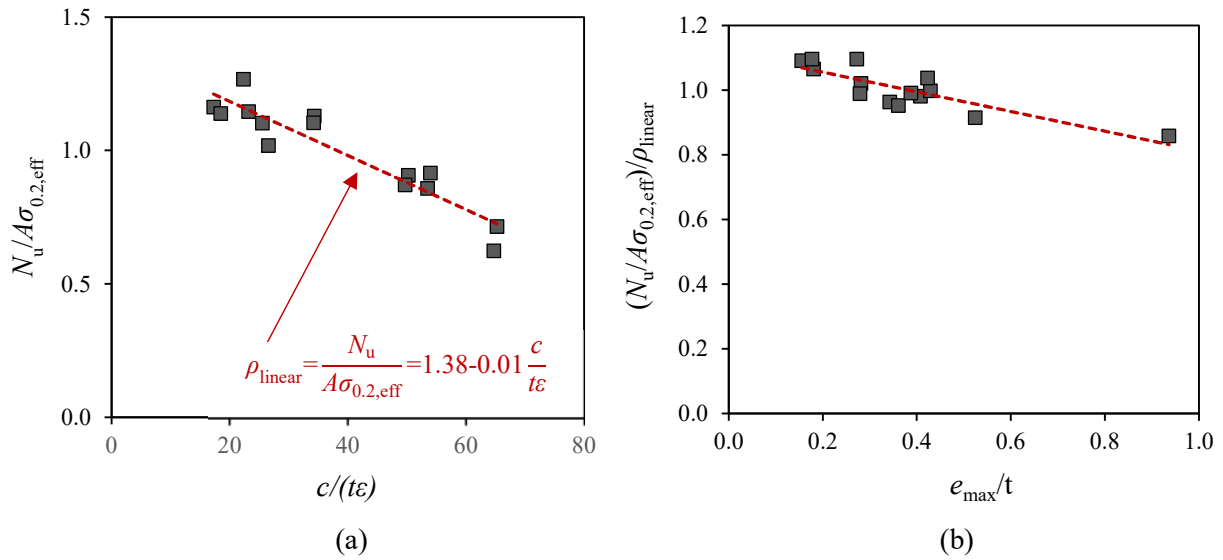 1.5
1.0
0.5
0.0
N_u/Aσ_0.2,eff
0 20 40 60 80
c/(tε)
ρ_linear=N_u/Aσ_0.2,eff=1.38-0.01 c/tε
(a)
1.2
1.0
0.8
0.6
0.4
0.2
0.0
(N_u/Aσ_0.2,eff)/ρ_linear
0.0 0.2 0.4 0.6 0.8 1.0
e_max/t
(b)